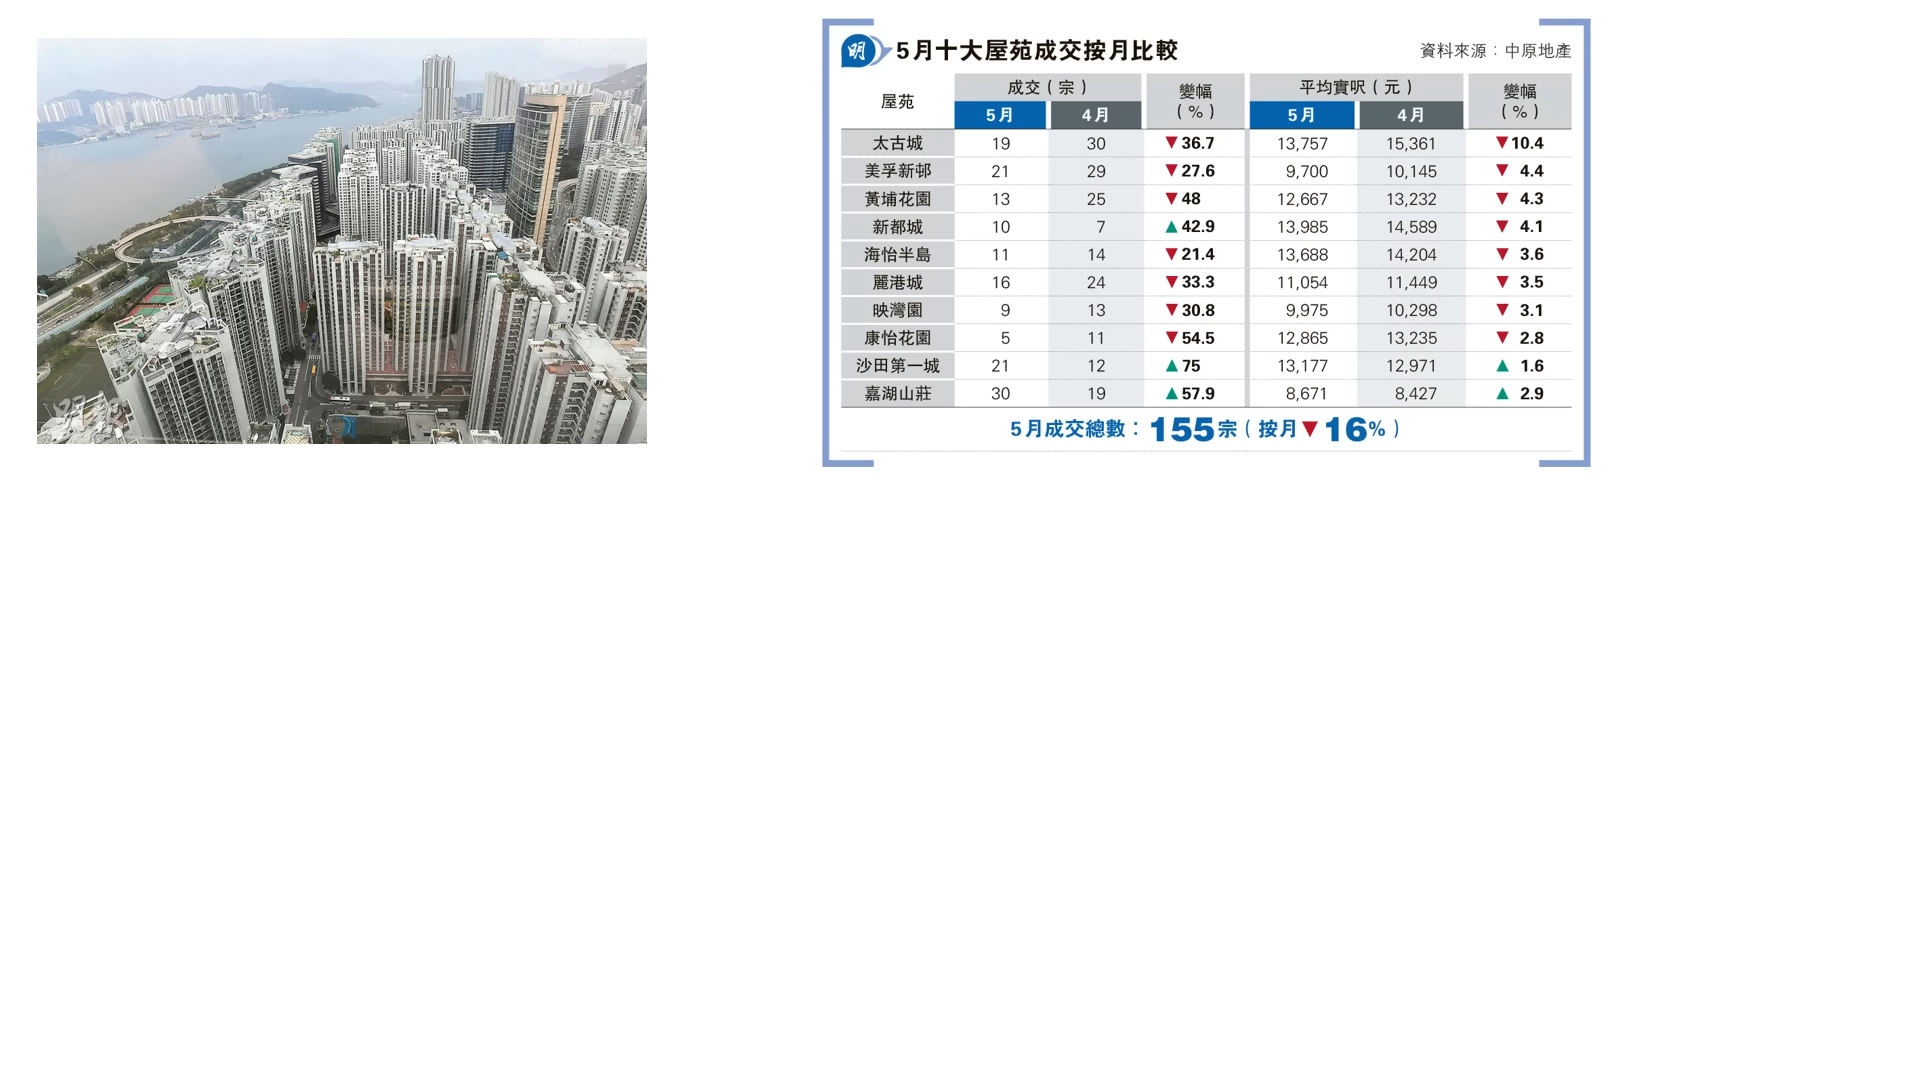 明報
明 5月十大屋苑成交按月比較 資料來源：中原地產
屋苑 成交（宗） 變幅（%） 平均實呎（元） 變幅（%）
5月 4月 5月 4月
太古城 19 30 ▼36.7 13,757 15,361 ▼10.4
美孚新邨 21 29 ▼27.6 9,700 10,145 ▼4.4
黃埔花園 13 25 ▼48 12,667 13,232 ▼4.3
新都城 10 7 ▲42.9 13,985 14,589 ▼4.1
海怡半島 11 14 ▼21.4 13,688 14,204 ▼3.6
麗港城 16 24 ▼33.3 11,054 11,449 ▼3.5
映灣園 9 13 ▼30.8 9,975 10,298 ▼3.1
康怡花園 5 11 ▼54.5 12,865 13,235 ▼2.8
沙田第一城 21 12 ▲75 13,177 12,971 ▲1.6
嘉湖山莊 30 19 ▲57.9 8,671 8,427 ▲2.9
5月成交總數：155宗（按月▼16%）